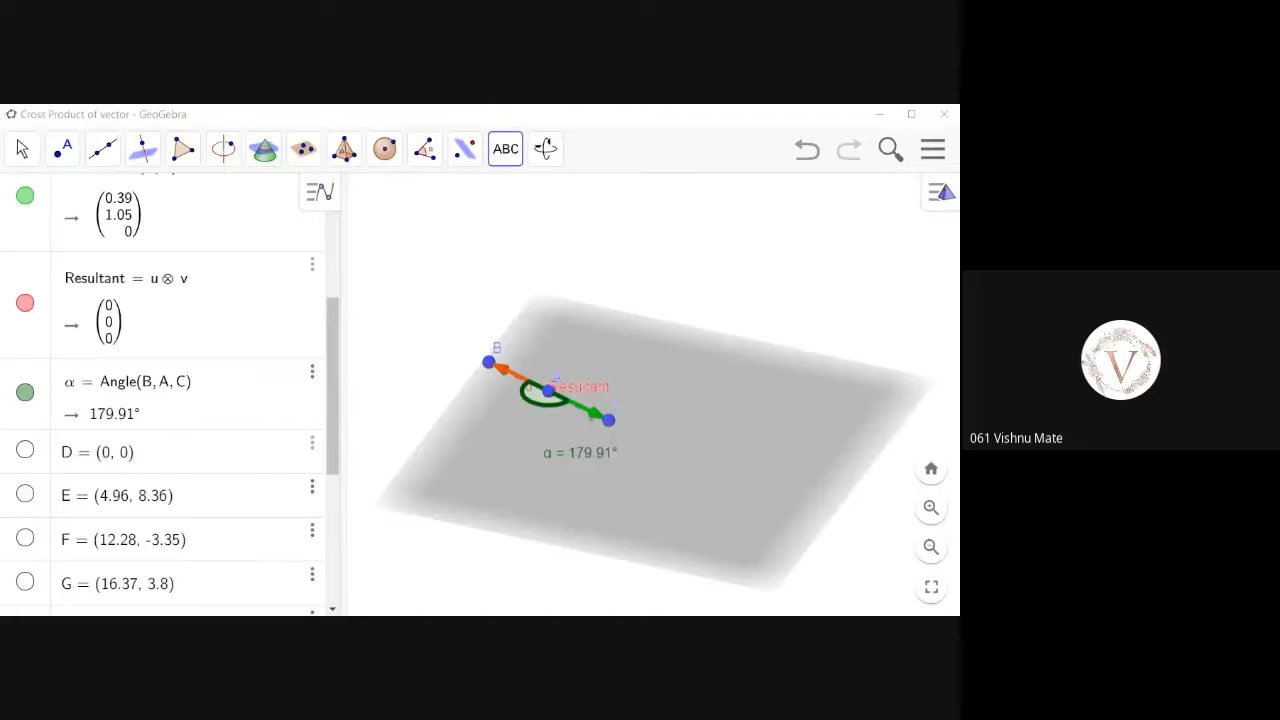 Cross Product of vector - GeoGebra
A
α
ABC
0.39
1.05
0
→
Resultant = u ⊗ v
0
→ 0
0
α = Angle(B, A, C)
→ 179.91°
D = (0, 0)
E = (4.96, 8.36)
F = (12.28, -3.35)
G = (16.37, 3.8)
B
A
Resultant
α = 179.91°
V
061 Vishnu Mate